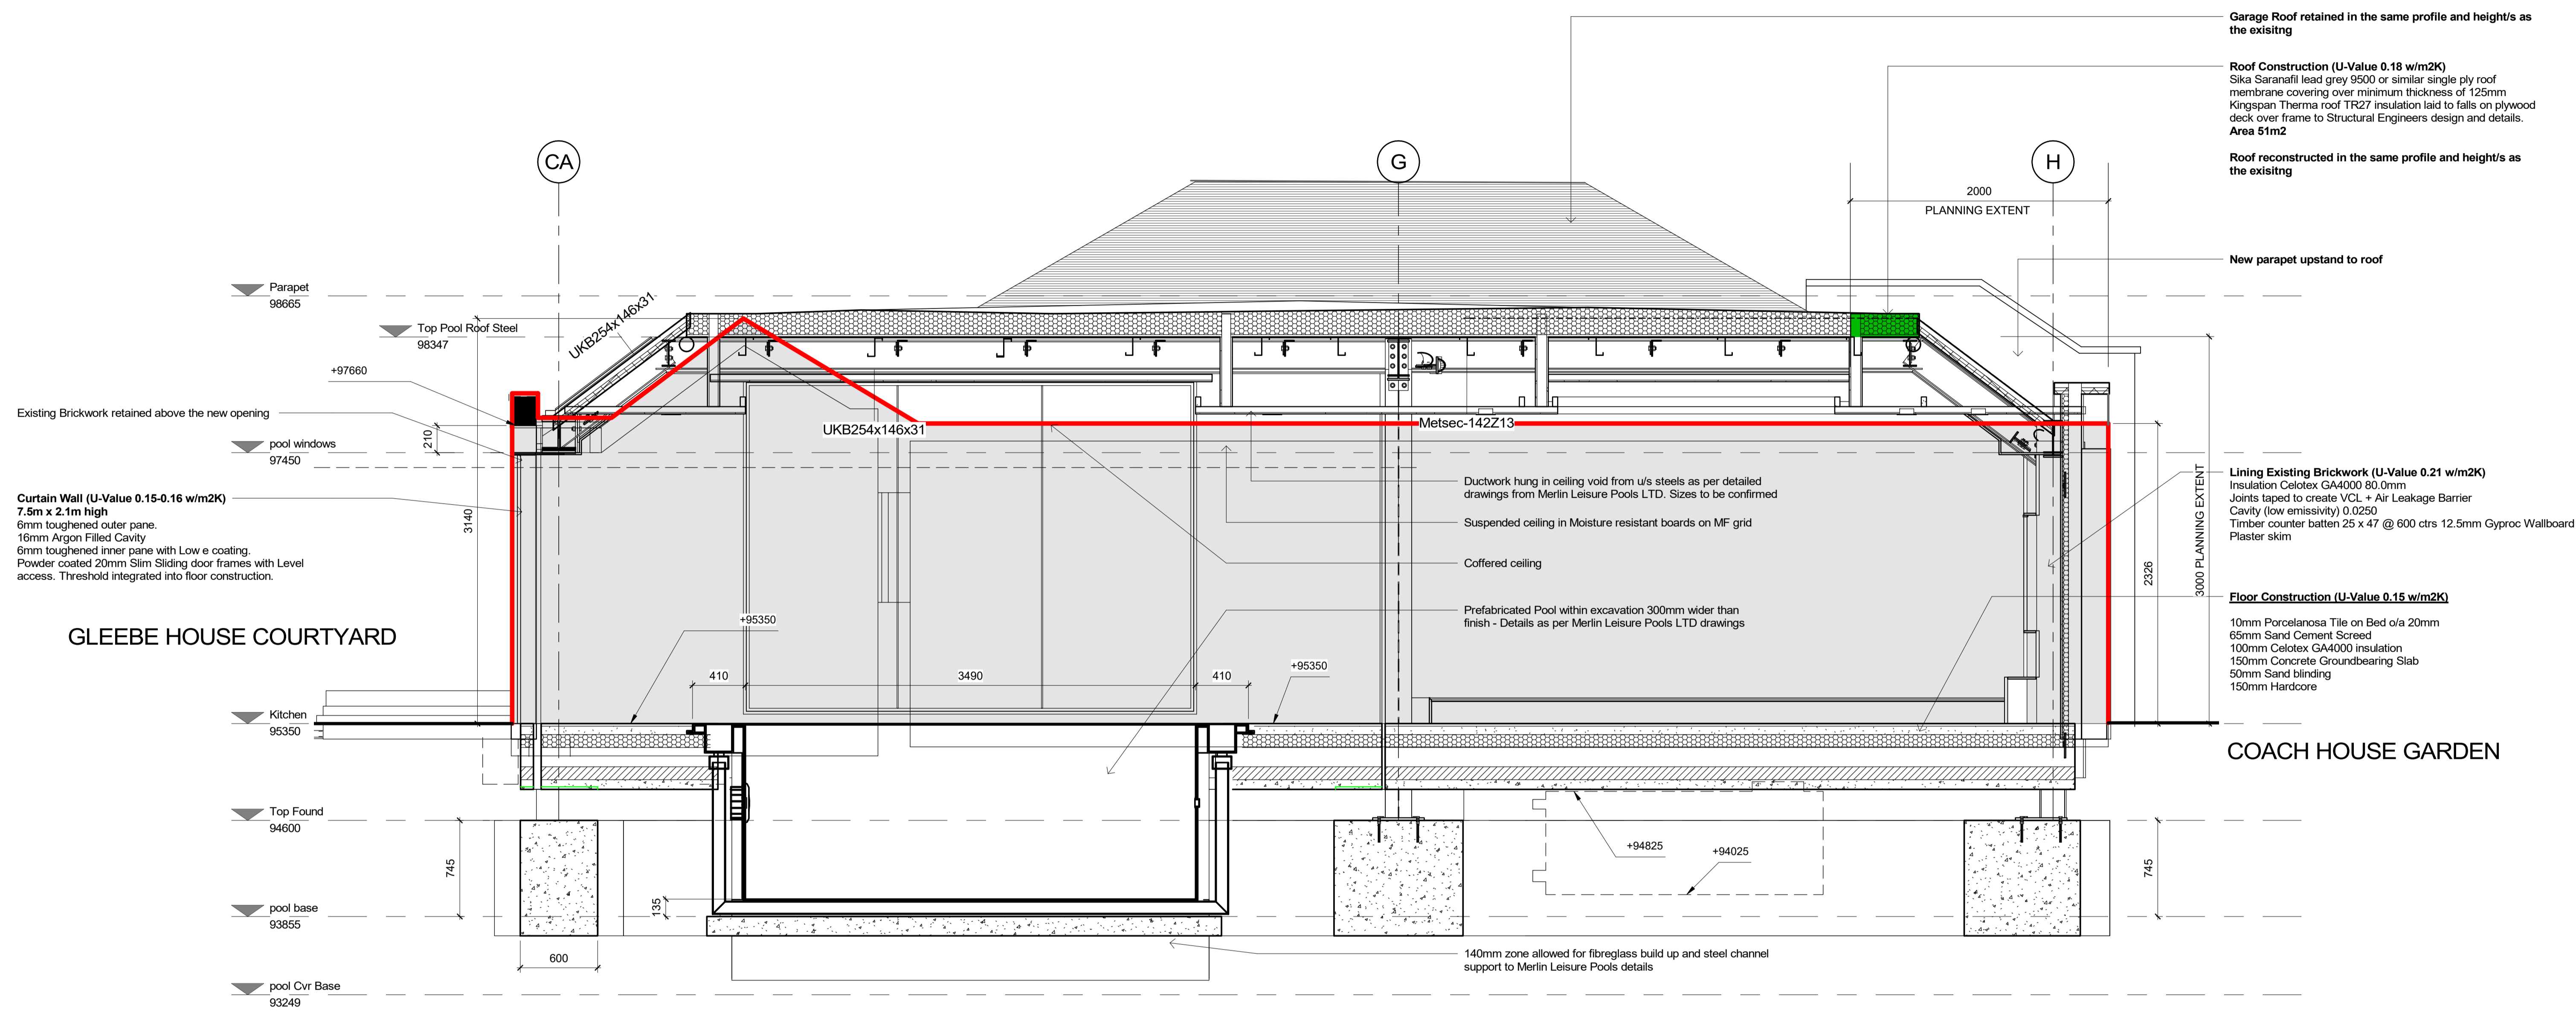 Garage Roof retained in the same profile and height/s as
the exisitng
Roof Construction (U-Value 0.18 w/m2K)
Sika Saranafil lead grey 9500 or similar single ply roof
membrane covering over minimum thickness of 125mm
Kingspan Therma roof TR27 insulation laid to falls on plywood
deck over frame to Structural Engineers design and details.
Area 51m2
Roof reconstructed in the same profile and height/s as
the exisitng
CA
G
H
2000
PLANNING EXTENT
New parapet upstand to roof
Parapet
98665
Top Pool Roof Steel
98347
UKB254x146x31
+97660
Existing Brickwork retained above the new opening
210
pool windows
97450
UKB254x146x31
Metsec-142Z13
Curtain Wall (U-Value 0.15-0.16 w/m2K)
7.5m x 2.1m high
6mm toughened outer pane.
16mm Argon Filled Cavity
6mm toughened inner pane with Low e coating.
Powder coated 20mm Slim Sliding door frames with Level
access. Threshold integrated into floor construction.
3140
Ductwork hung in ceiling void from u/s steels as per detailed
drawings from Merlin Leisure Pools LTD. Sizes to be confirmed
Suspended ceiling in Moisture resistant boards on MF grid
Coffered ceiling
Prefabricated Pool within excavation 300mm wider than
finish - Details as per Merlin Leisure Pools LTD drawings
Lining Existing Brickwork (U-Value 0.21 w/m2K)
Insulation Celotex GA4000 80.0mm
Joints taped to create VCL + Air Leakage Barrier
Cavity (low emissivity) 0.0250
Timber counter batten 25 x 47 @ 600 ctrs 12.5mm Gyproc Wallboard
Plaster skim
2326
3000 PLANNING EXTENT
Floor Construction (U-Value 0.15 w/m2K)
10mm Porcelanosa Tile on Bed o/a 20mm
65mm Sand Cement Screed
100mm Celotex GA4000 insulation
150mm Concrete Groundbearing Slab
50mm Sand blinding
150mm Hardcore
GLEEBE HOUSE COURTYARD
+95350
410
3490
410
+95350
Kitchen
95350
COACH HOUSE GARDEN
Top Found
94600
745
135
+94825
+94025
745
pool base
93855
600
140mm zone allowed for fibreglass build up and steel channel
support to Merlin Leisure Pools details
pool Cvr Base
93249